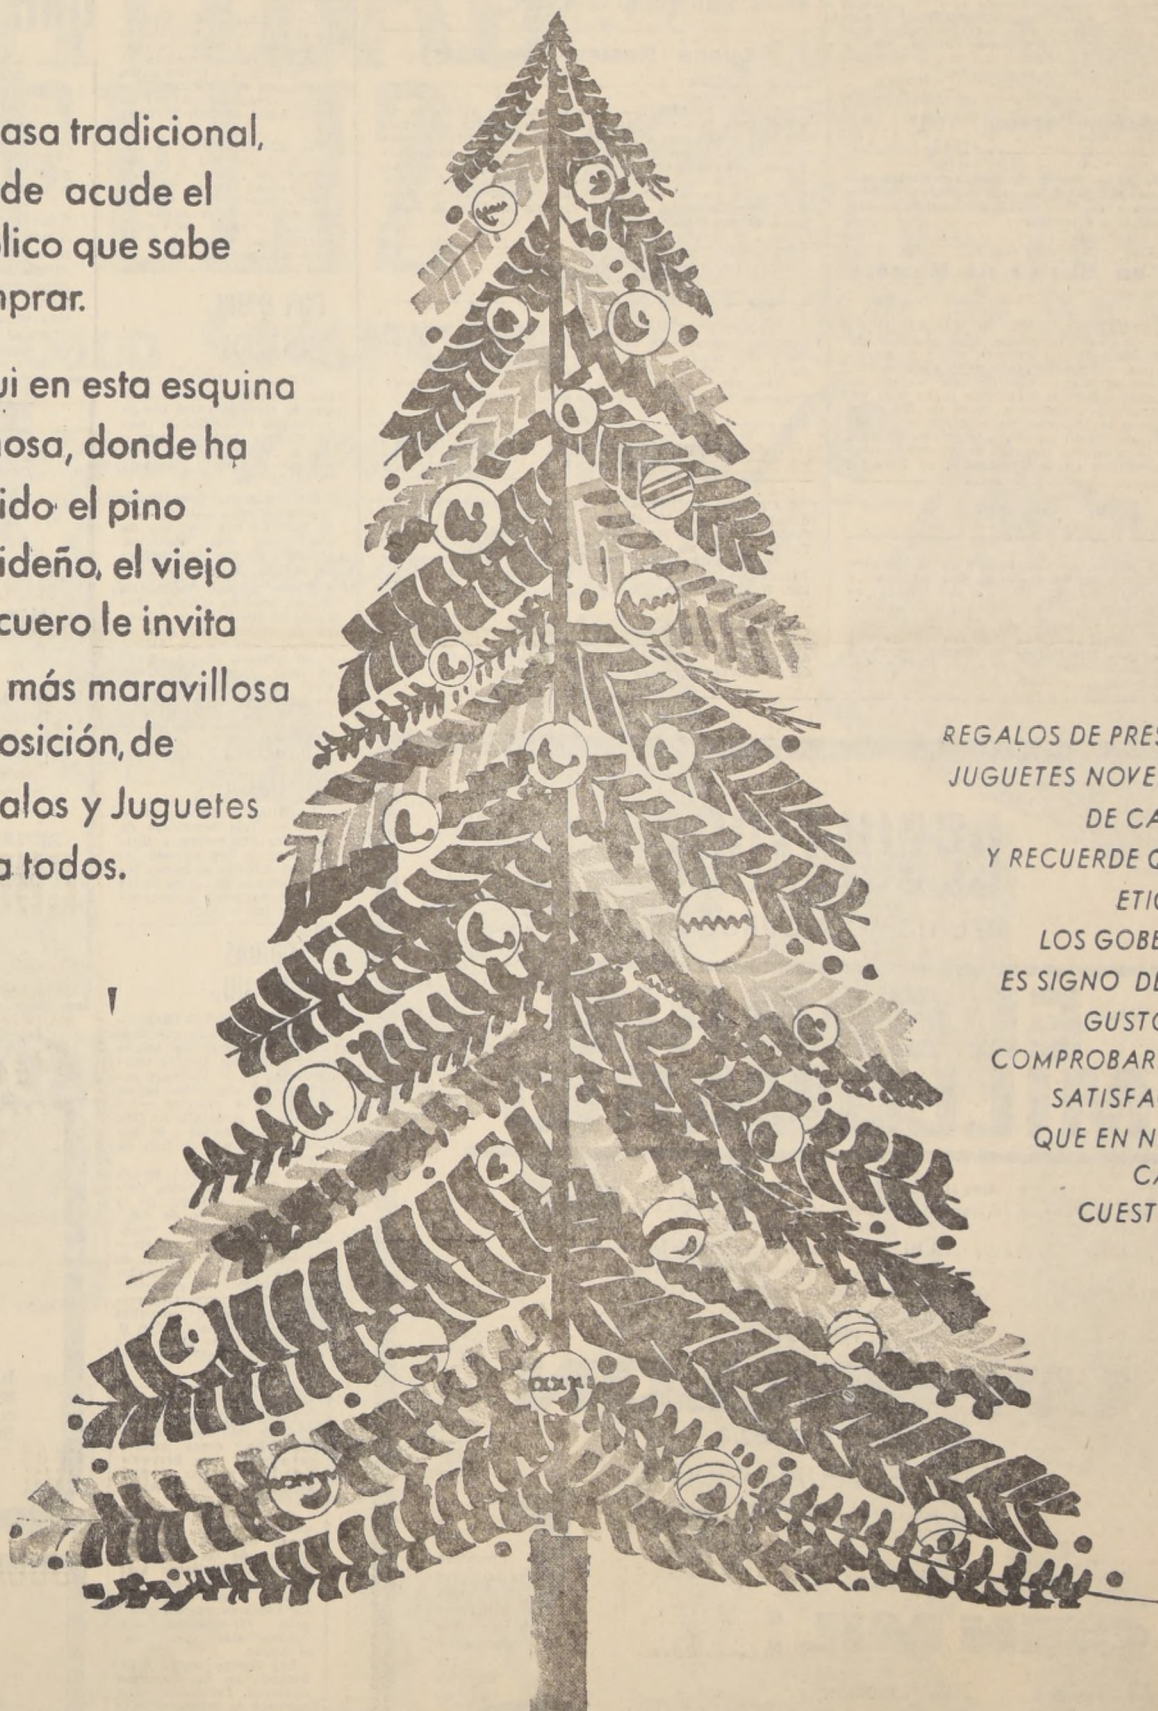 asa tradicional,
de acude el
lico que sabe
nprar.
ui en esta esquina
nosa, donde ha
ido el pino
ideño, el viejo
cuero le invita
más maravillosa
osición, de
alos y Juguetes
a todos.
REGALOS DE PRES
JUGUETES NOVE
DE CA
Y RECUERDE Q
ETIQ
LOS GOBE
ES SIGNO DE
GUSTO
COMPROBAR
SATISFA
QUE EN N
CA
CUEST